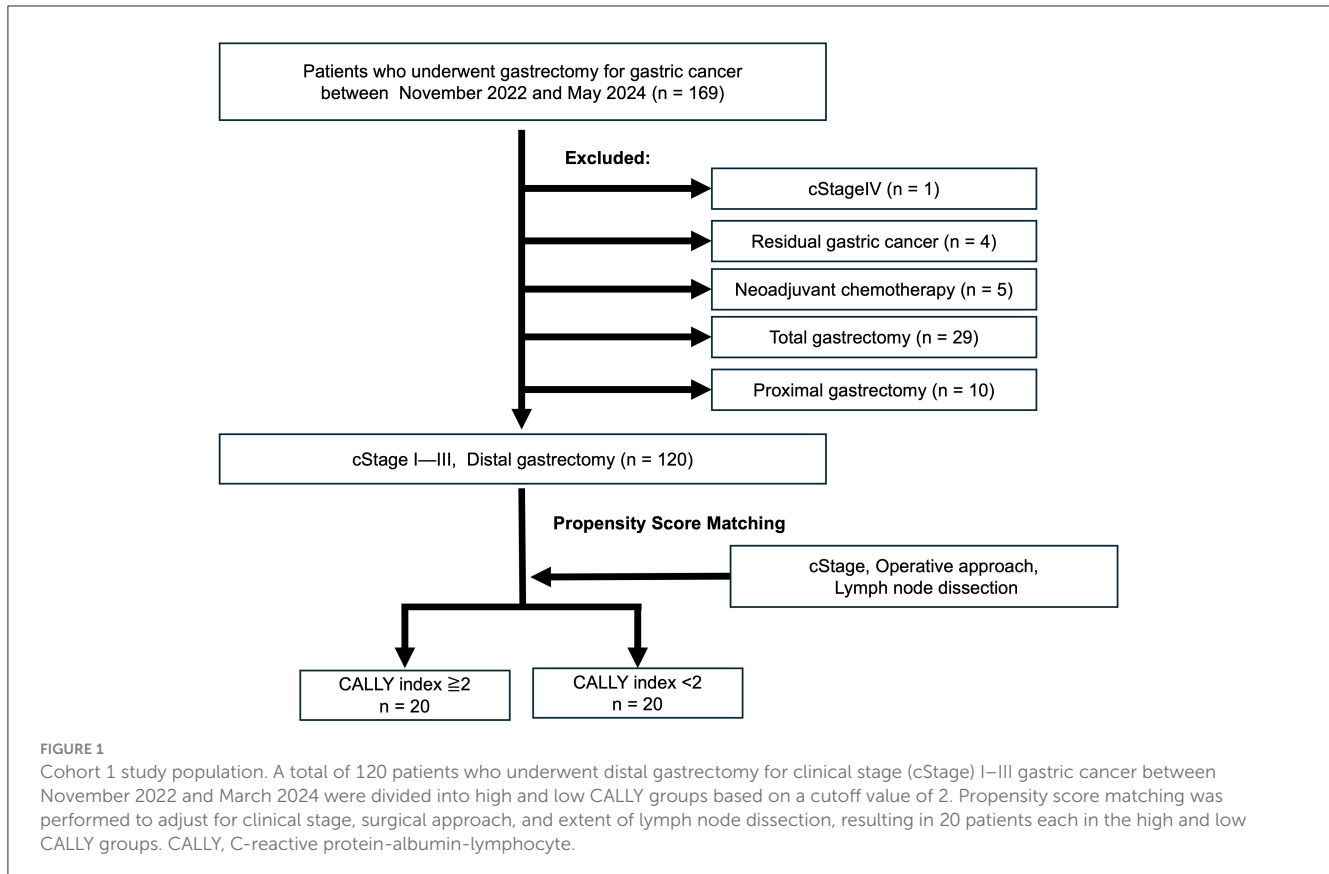 Patients who underwent gastrectomy for gastric cancer
between November 2022 and May 2024 (n = 169)
Excluded:
cStageIV (n = 1)
Residual gastric cancer (n = 4)
Neoadjuvant chemotherapy (n = 5)
Total gastrectomy (n = 29)
Proximal gastrectomy (n = 10)
cStage I—III, Distal gastrectomy (n = 120)
Propensity Score Matching
cStage, Operative approach,
Lymph node dissection
CALLY index ≧2
n = 20
CALLY index <2
n = 20
FIGURE 1
Cohort 1 study population. A total of 120 patients who underwent distal gastrectomy for clinical stage (cStage) I–III gastric cancer between
November 2022 and March 2024 were divided into high and low CALLY groups based on a cutoff value of 2. Propensity score matching was
performed to adjust for clinical stage, surgical approach, and extent of lymph node dissection, resulting in 20 patients each in the high and low
CALLY groups. CALLY, C-reactive protein-albumin-lymphocyte.